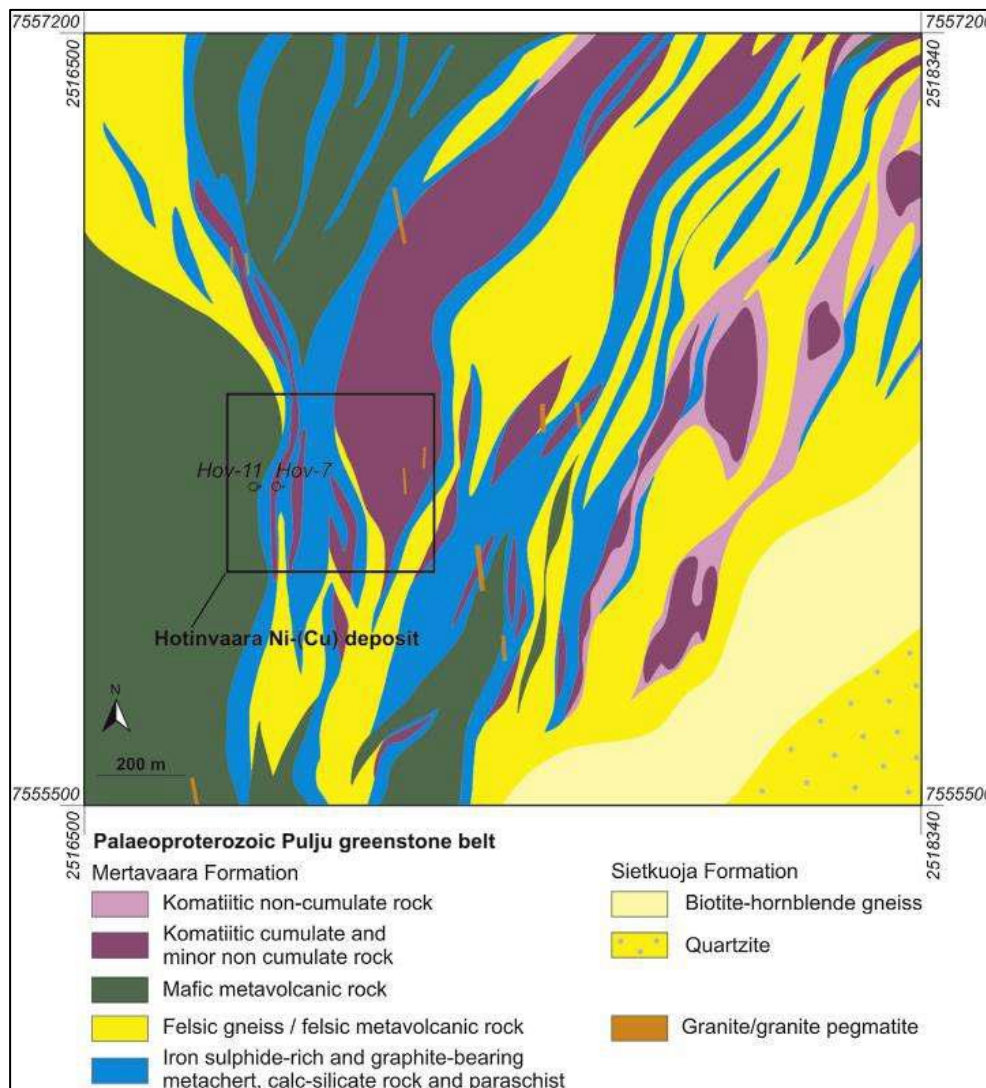 7557200
7557200
2516500
2518340
Hov-11 Hov-7
Hotinvaara Ni-(Cu) deposit
N
200 m
7555500
7555500
2516500
2518340
Palaeoproterozoic Pulju greenstone belt
Mertavaara Formation
Sietkuoja Formation
Komatiitic non-cumulate rock
Biotite-hornblende gneiss
Komatiitic cumulate and
minor non cumulate rock
Quartzite
Mafic metavolcanic rock
Felsic gneiss / felsic metavolcanic rock
Granite/granite pegmatite
Iron sulphide-rich and graphite-bearing
metachert, calc-silicate rock and paraschist